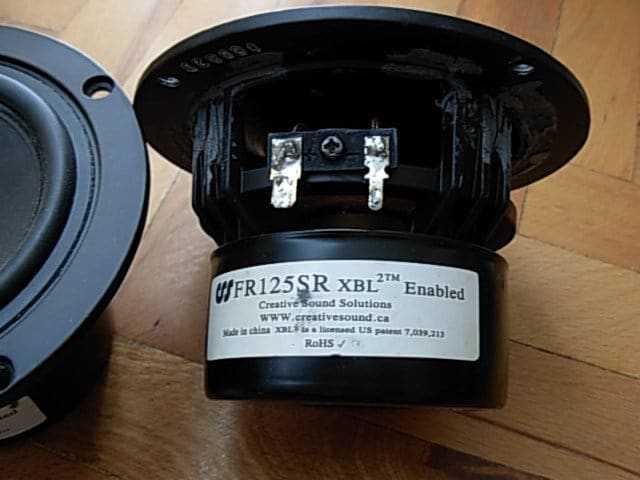 FR125SR XBL²™ Enabled
Creative Sound Solutions
www.creativesound.ca
Made in china XBL² is a licensed US patent 7,039,213
RoHS ✓